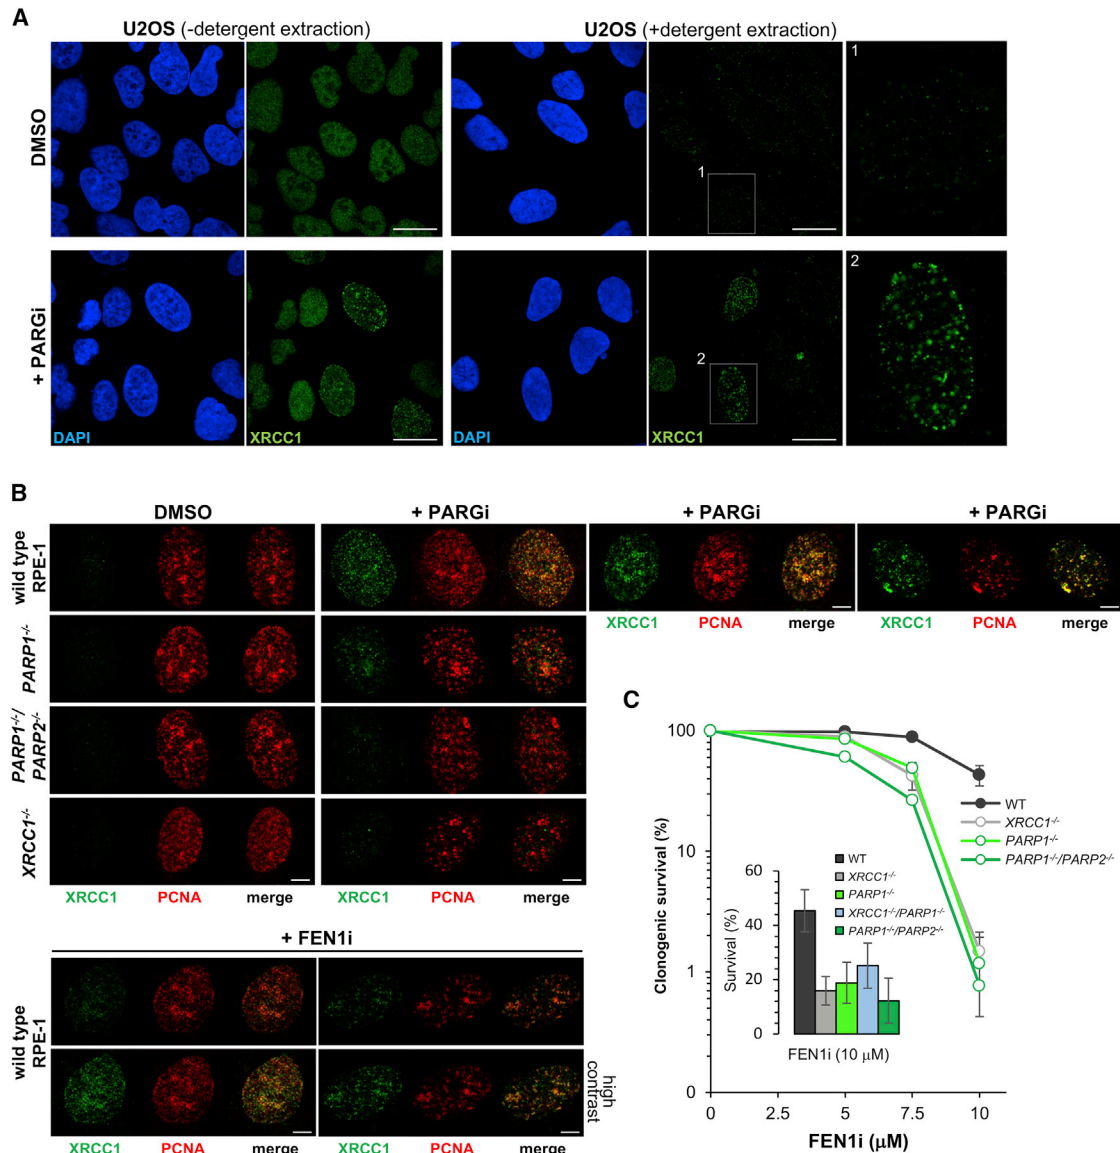 A
U2OS (-detergent extraction)
U2OS (+detergent extraction)
DMSO
1
1
+ PARGi
2
2
DAPI
XRCC1
DAPI
XRCC1
B
DMSO
+ PARGi
+ PARGi
+ PARGi
wild type
RPE-1
XRCC1
PCNA
merge
XRCC1
PCNA
merge
PARP1-/-
PARP1-/-/
PARP2-/-
XRCC1-/-
XRCC1
PCNA
merge
XRCC1
PCNA
merge
+ FEN1i
wild type
RPE-1
high
contrast
XRCC1
PCNA
merge
XRCC1
PCNA
merge
C
Clonogenic survival (%)
100
10
1
0
0
2.5
5
7.5
10
FEN1i (µM)
WT
XRCC1-/-
PARP1-/-
PARP1-/-/PARP2-/-
Survival (%)
60
40
20
0
WT
XRCC1-/-
PARP1-/-
XRCC1-/-/PARP1-/-
PARP1-/-/PARP2-/-
FEN1i (10 µM)